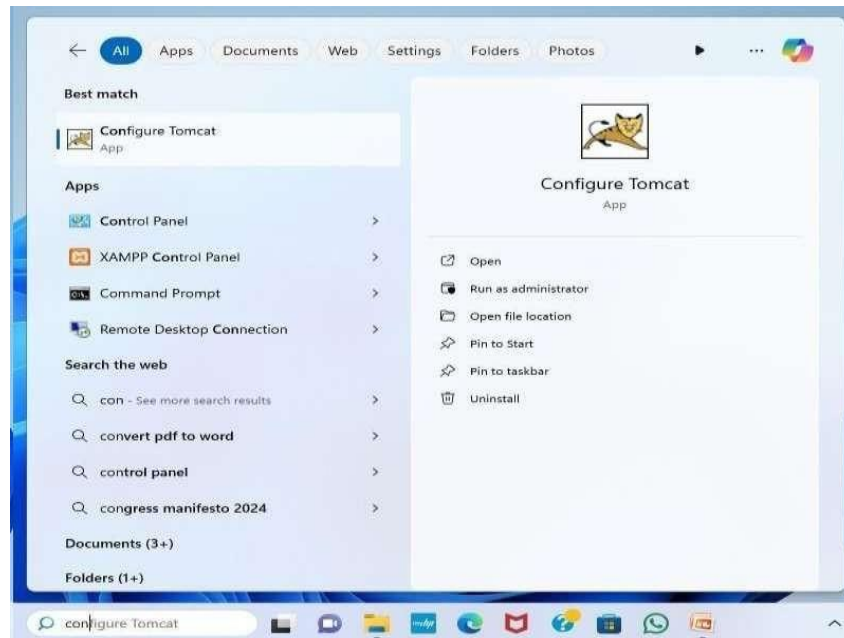 All Apps Documents Web Settings Folders Photos ...
Best match
Configure Tomcat
App
Apps
Control Panel
XAMPP Control Panel
Command Prompt
Remote Desktop Connection
Search the web
con - See more search results
convert pdf to word
control panel
congress manifesto 2024
Documents (3+)
Folders (1+)
Configure Tomcat
App
Open
Run as administrator
Open file location
Pin to Start
Pin to taskbar
Uninstall
configure Tomcat